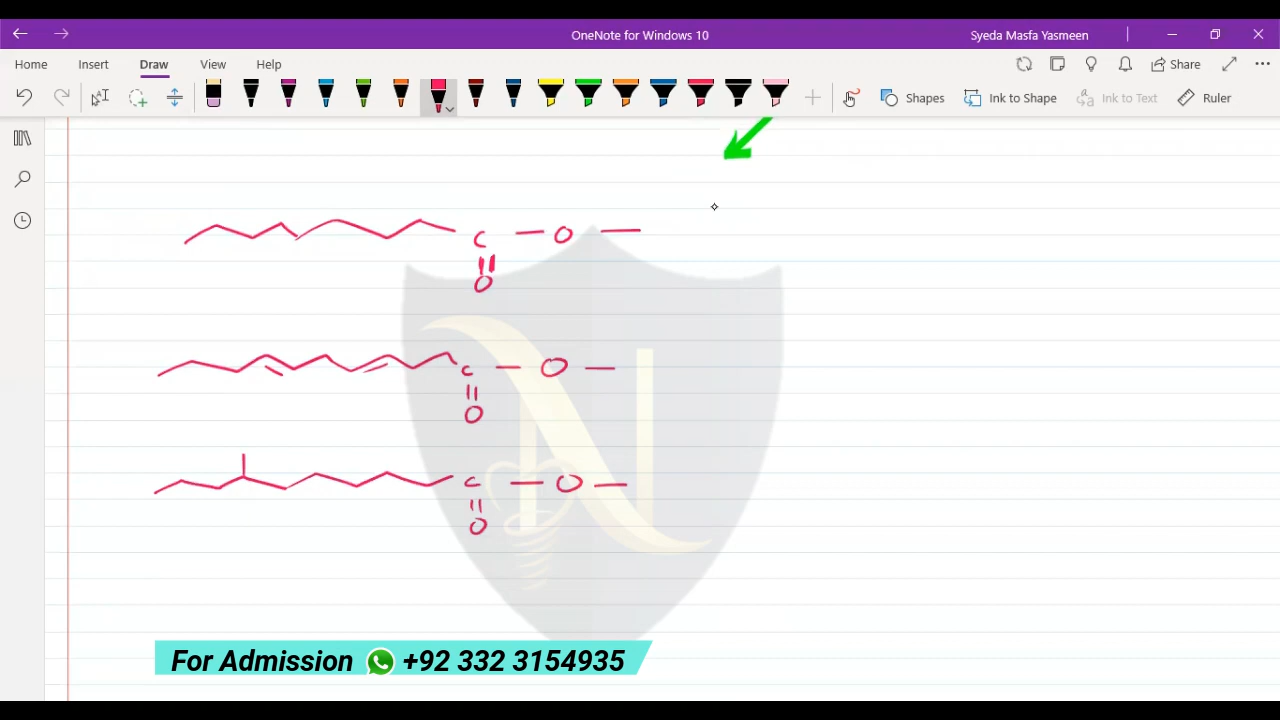 OneNote for Windows 10
Syeda Masfa Yasmeen
Home Insert Draw View Help
Share
Shapes Ink to Shape Ink to Text Ruler
C — O —
||
O
C — O —
||
O
C — O —
||
O
For Admission +92 332 3154935